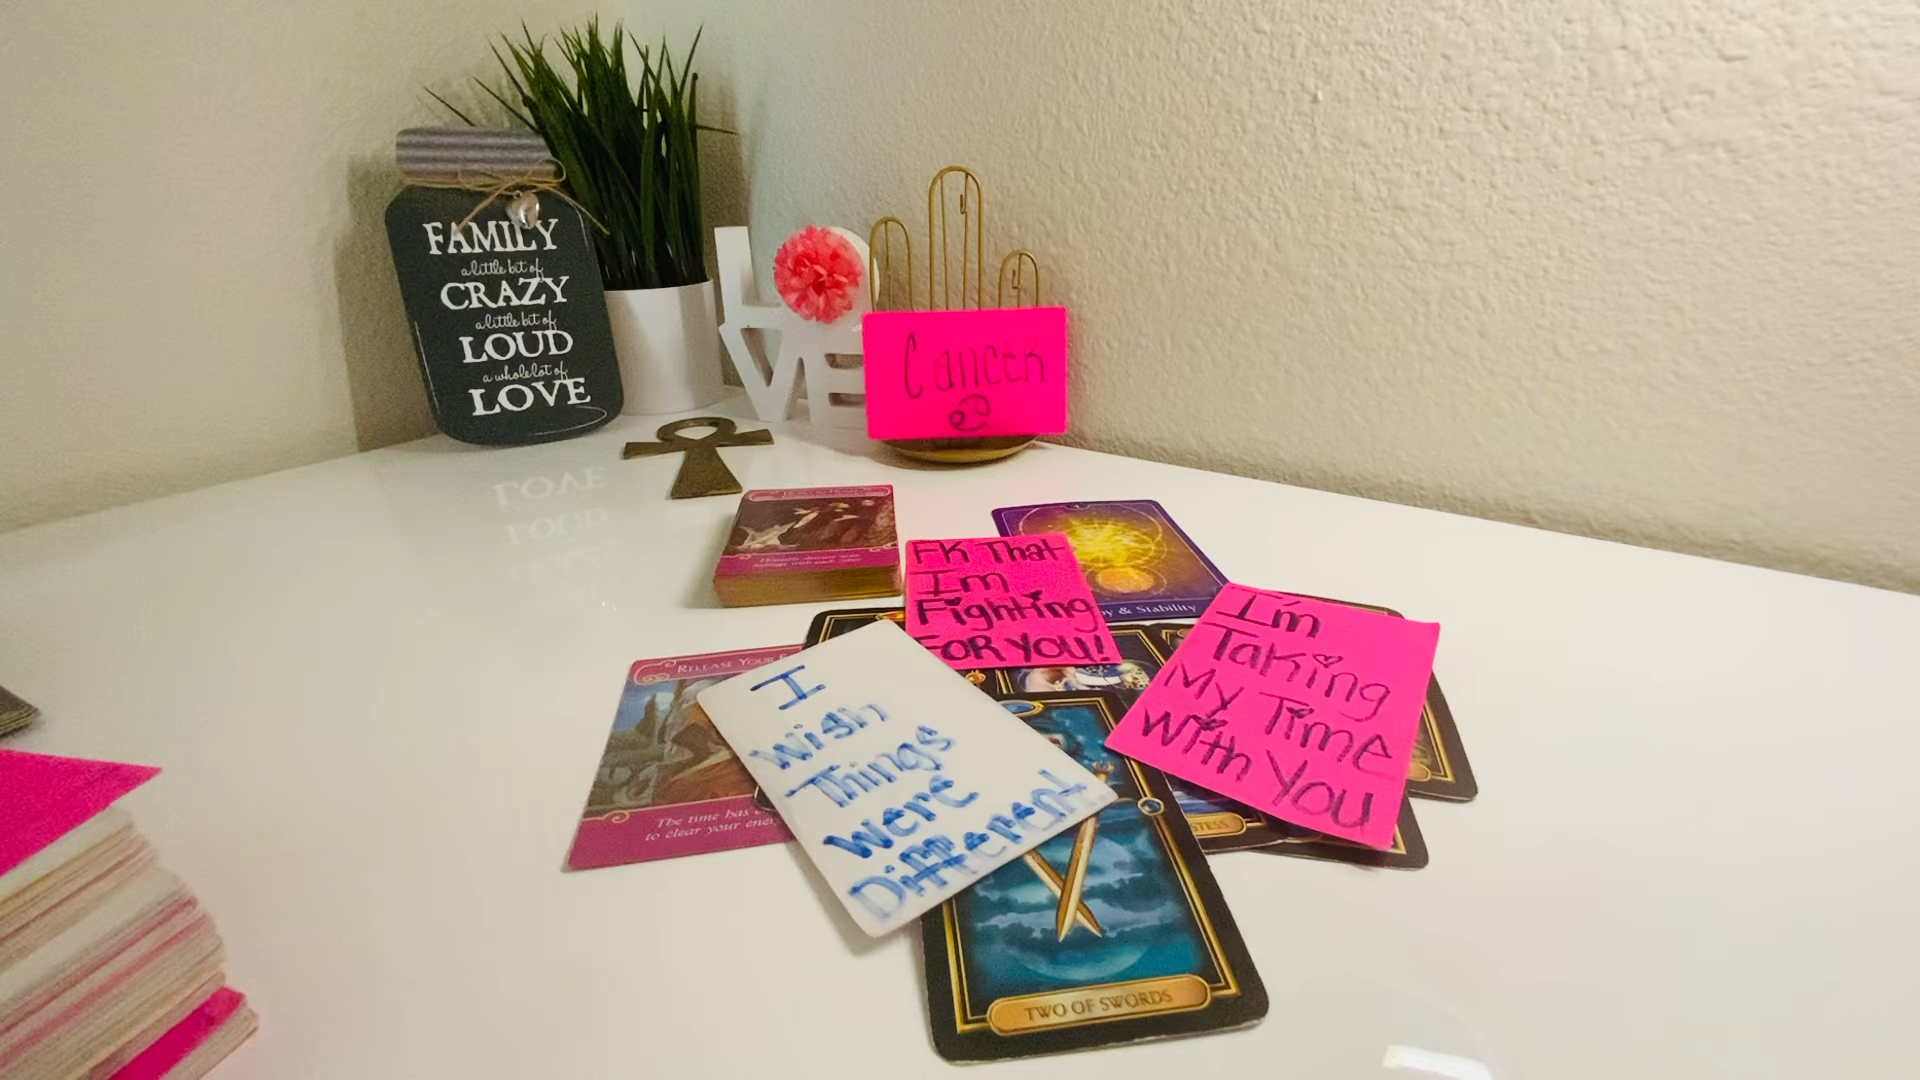 FAMILY
a little bit of
CRAZY
a little bit of
LOUD
a whole lot of
LOVE
LOVE
Cancer
♋
FK That
Im
Fighting
FOR YOU!
& Stability
I'm
Taking
My Time
With You
RELEASE YOUR
The time has
to clear your
I
Wish
Things
Were
Different
TWO OF SWORDS